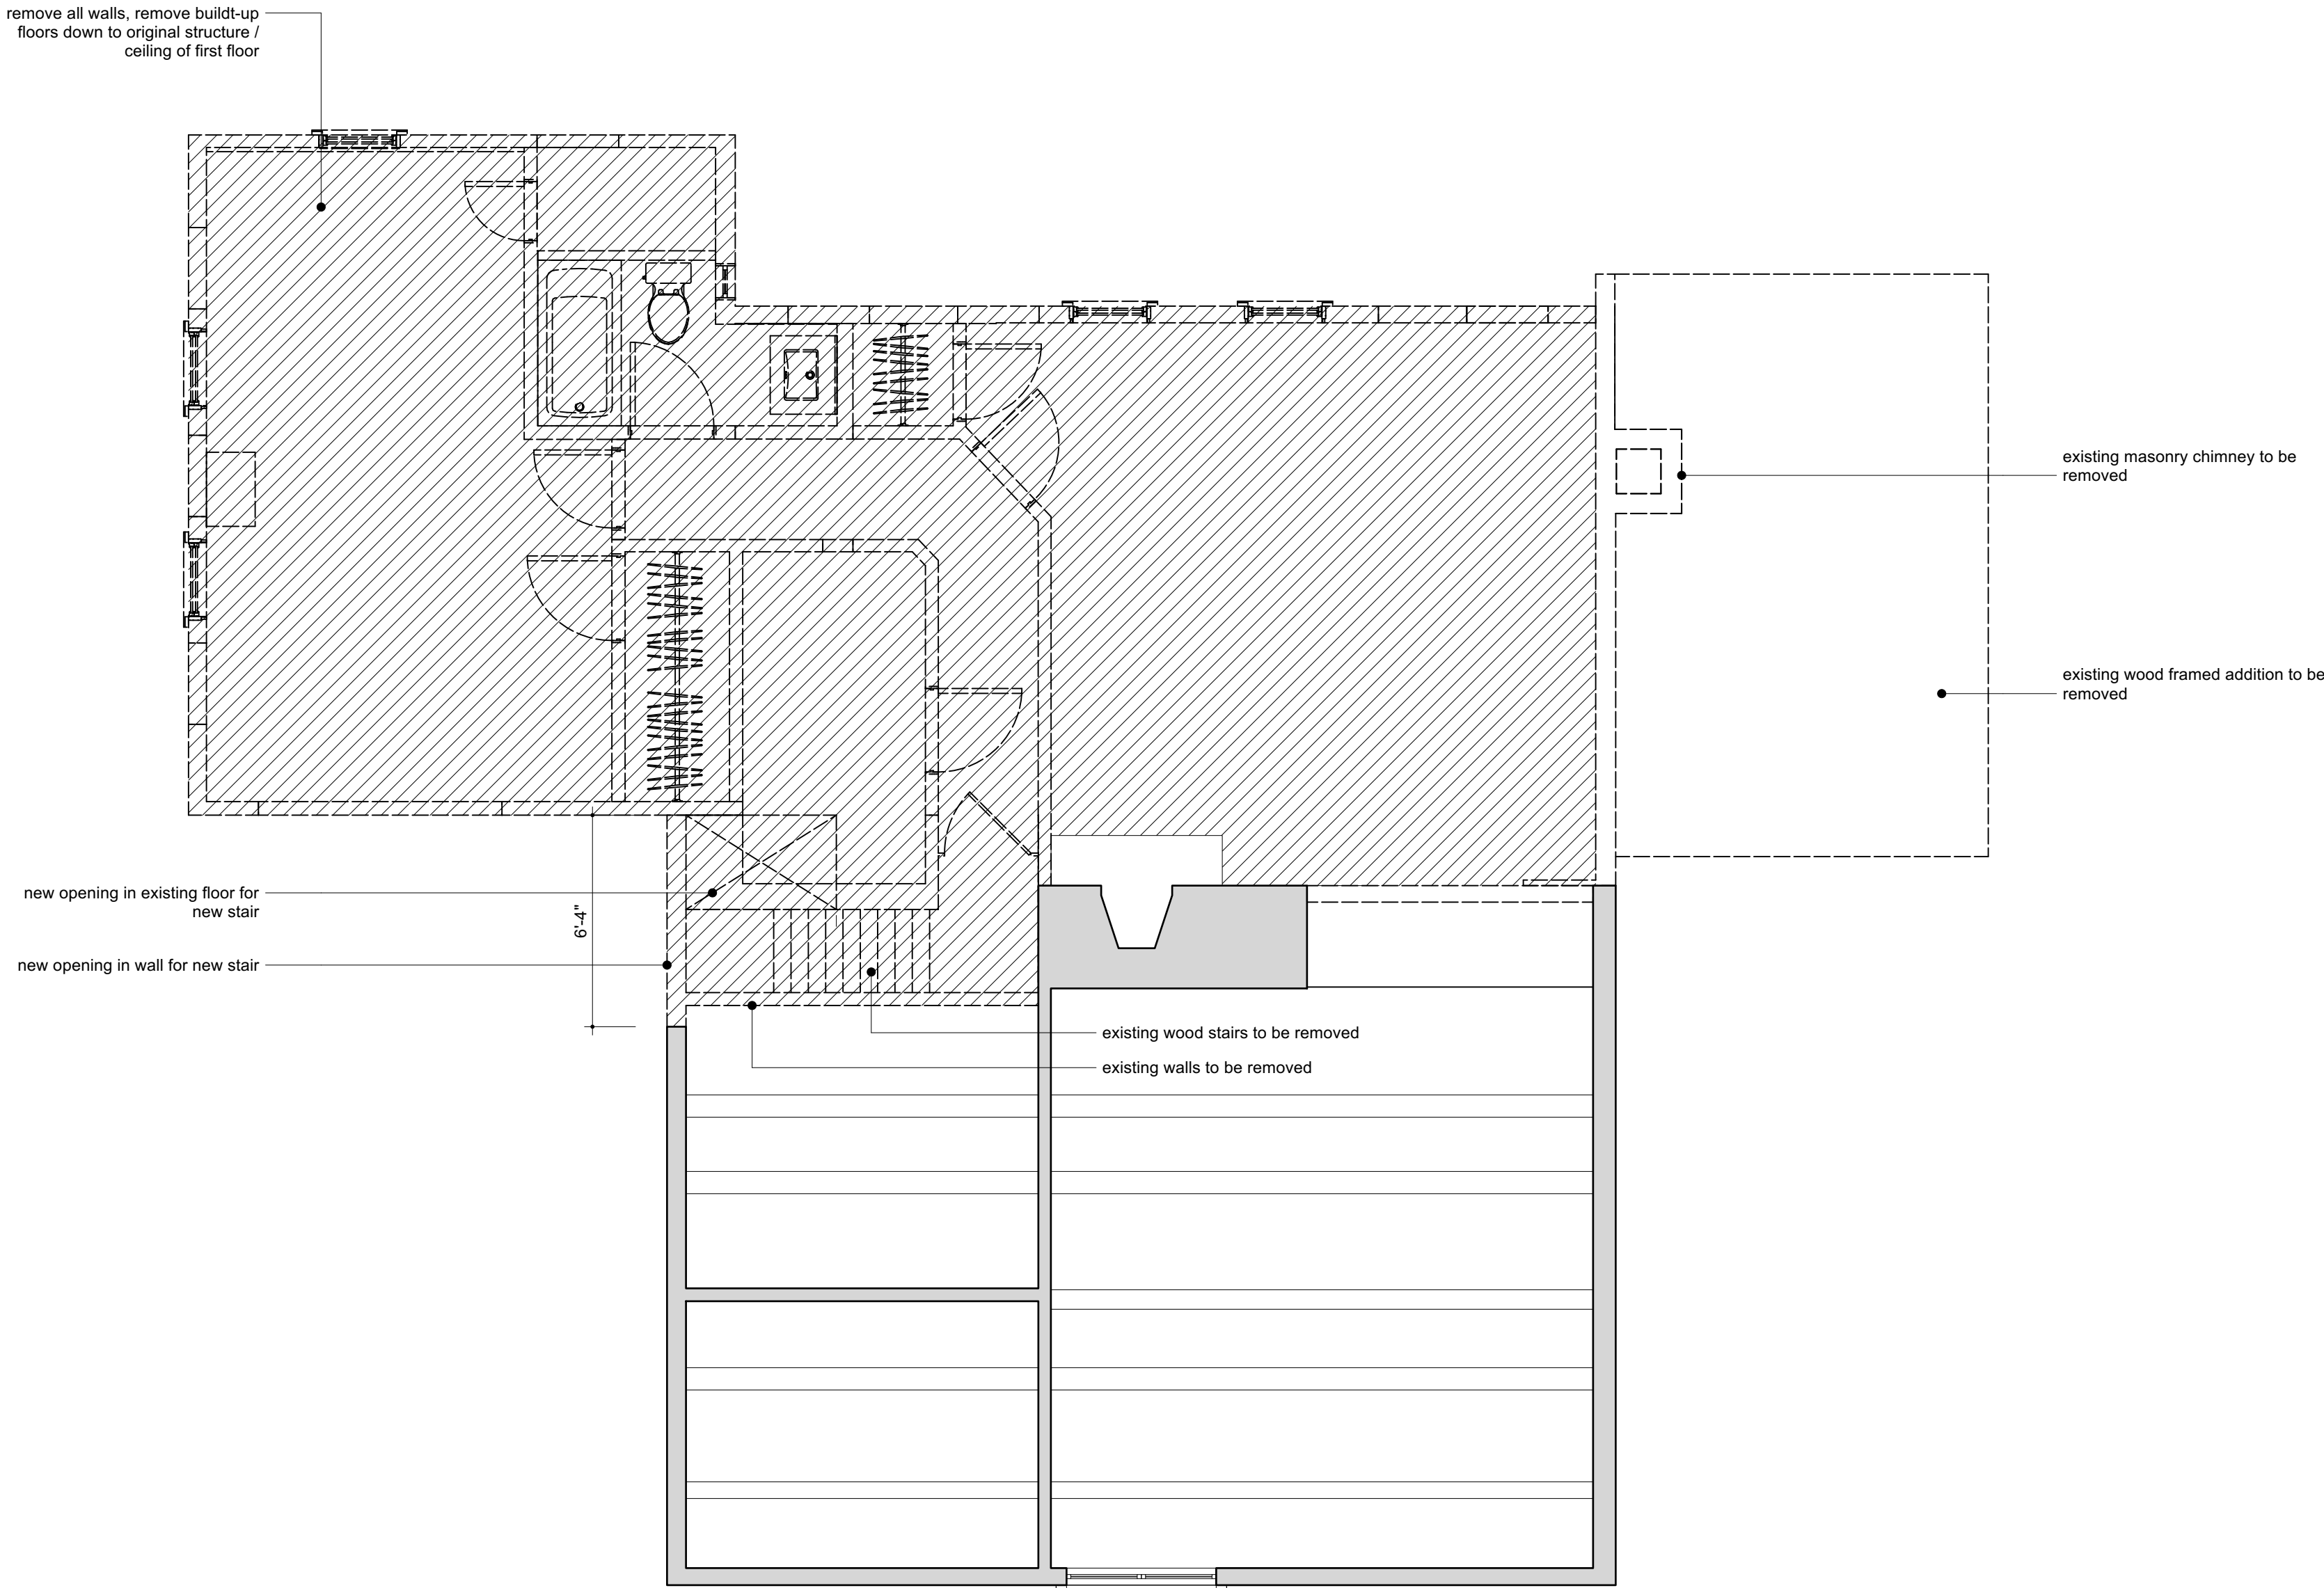 remove all walls, remove buildt-up
floors down to original structure /
ceiling of first floor
existing masonry chimney to be
removed
existing wood framed addition to be
removed
new opening in existing floor for
new stair
6'-4"
new opening in wall for new stair
existing wood stairs to be removed
existing walls to be removed